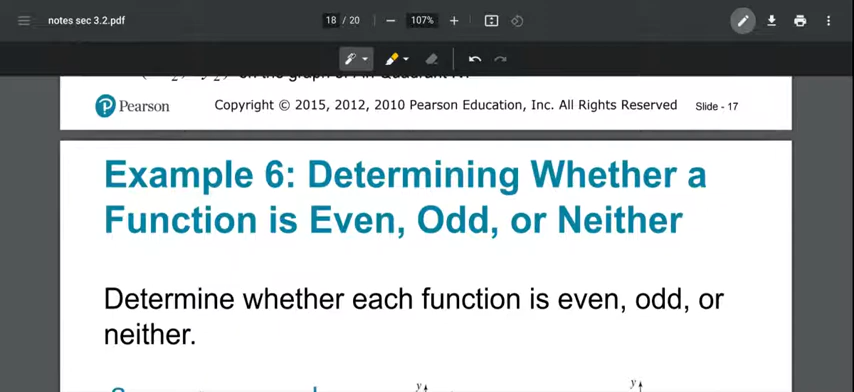 notes sec 3.2.pdf
18 / 20
107%
Pearson
Copyright © 2015, 2012, 2010 Pearson Education, Inc. All Rights Reserved
Slide - 17
Example 6: Determining Whether a
Function is Even, Odd, or Neither
Determine whether each function is even, odd, or
neither.
y
y